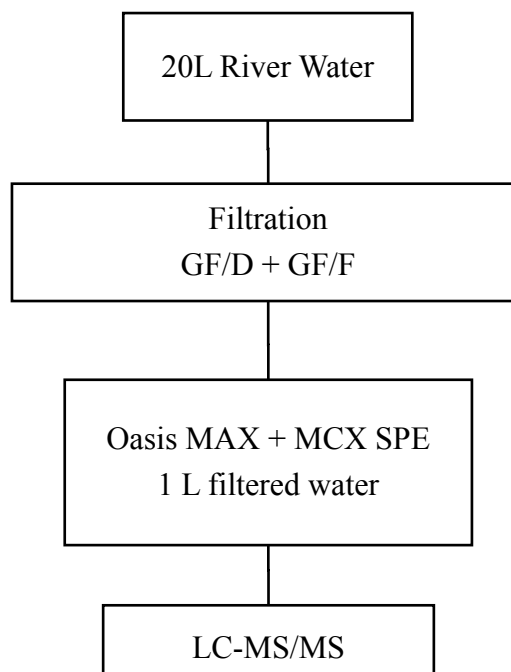 20L River Water
Filtration
GF/D + GF/F
Oasis MAX + MCX SPE
1 L filtered water
LC-MS/MS